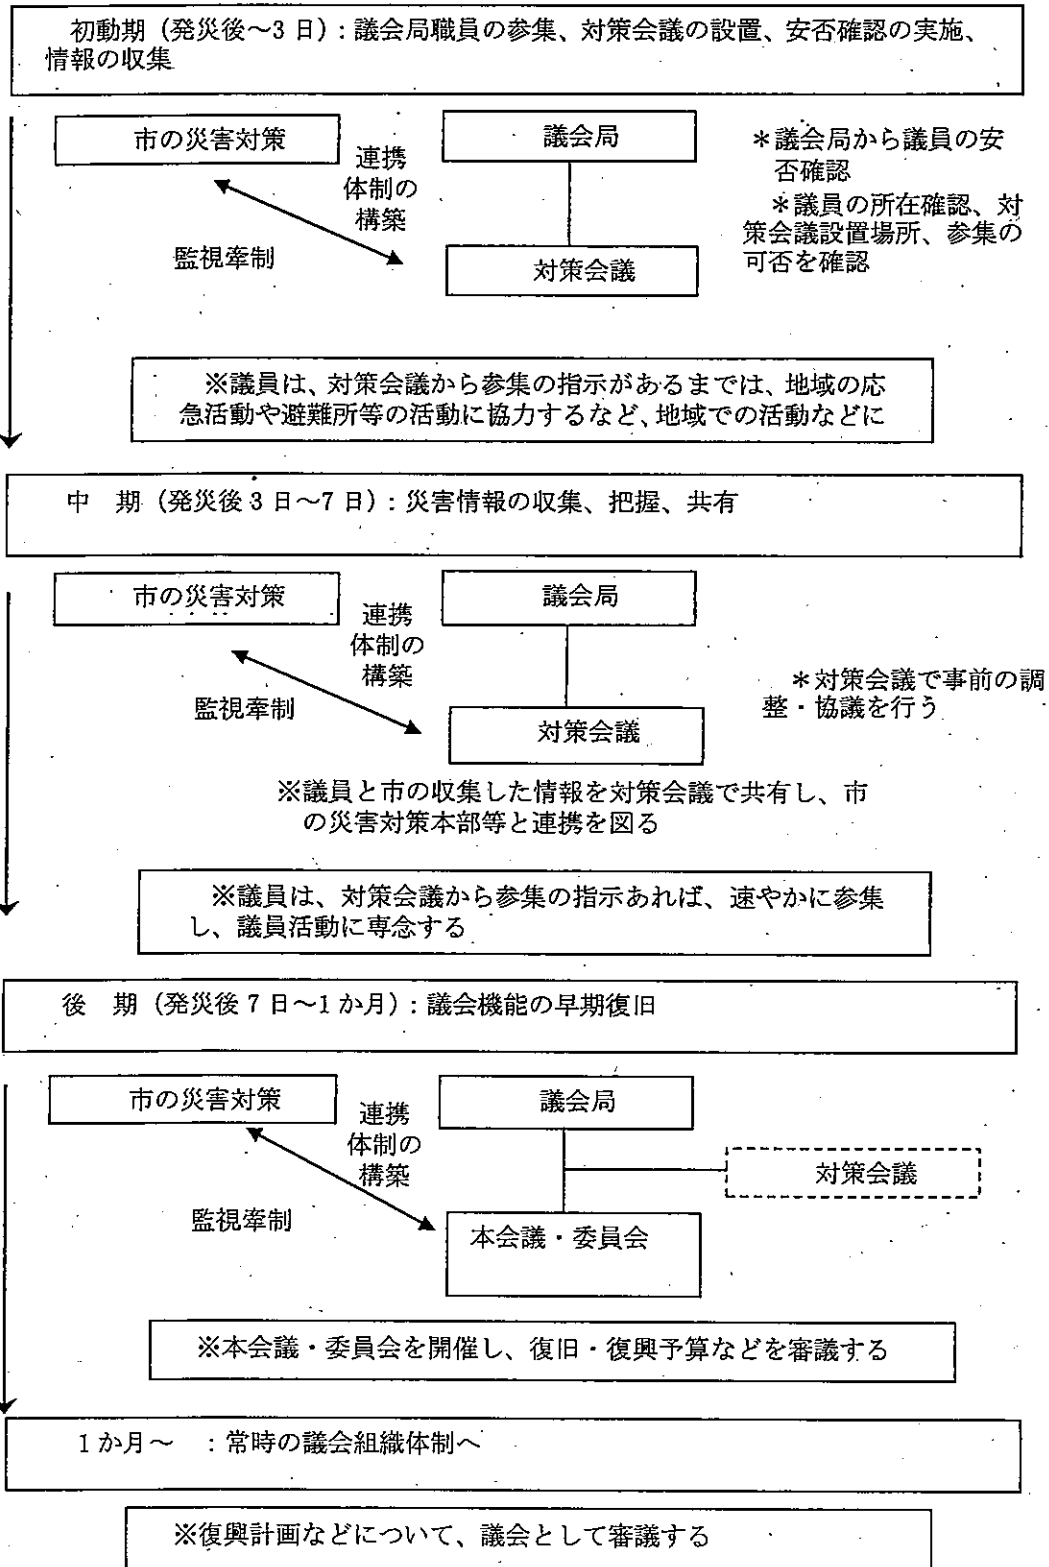 初動期（発災後～3日）：議会局職員の参集、対策会議の設置、安否確認の実施、
情報の収集
市の災害対策
連携
体制の
構築
議会局
監視牽制
対策会議
＊議会局から議員の安
否確認
＊議員の所在確認、対
策会議設置場所、参集の
可否を確認
※議員は、対策会議から参集の指示があるまでは、地域の応
急活動や避難所等の活動に協力するなど、地域での活動などに
中　期（発災後3日～7日）：災害情報の収集、把握、共有
市の災害対策
連携
体制の
構築
議会局
監視牽制
対策会議
＊対策会議で事前の調
整・協議を行う
※議員と市の収集した情報を対策会議で共有し、市
の災害対策本部等と連携を図る
※議員は、対策会議から参集の指示あれば、速やかに参集
し、議員活動に専念する
後　期（発災後7日～1か月）：議会機能の早期復旧
市の災害対策
連携
体制の
構築
議会局
対策会議
監視牽制
本会議・委員会
※本会議・委員会を開催し、復旧・復興予算などを審議する
1か月～　：常時の議会組織体制へ
※復興計画などについて、議会として審議する